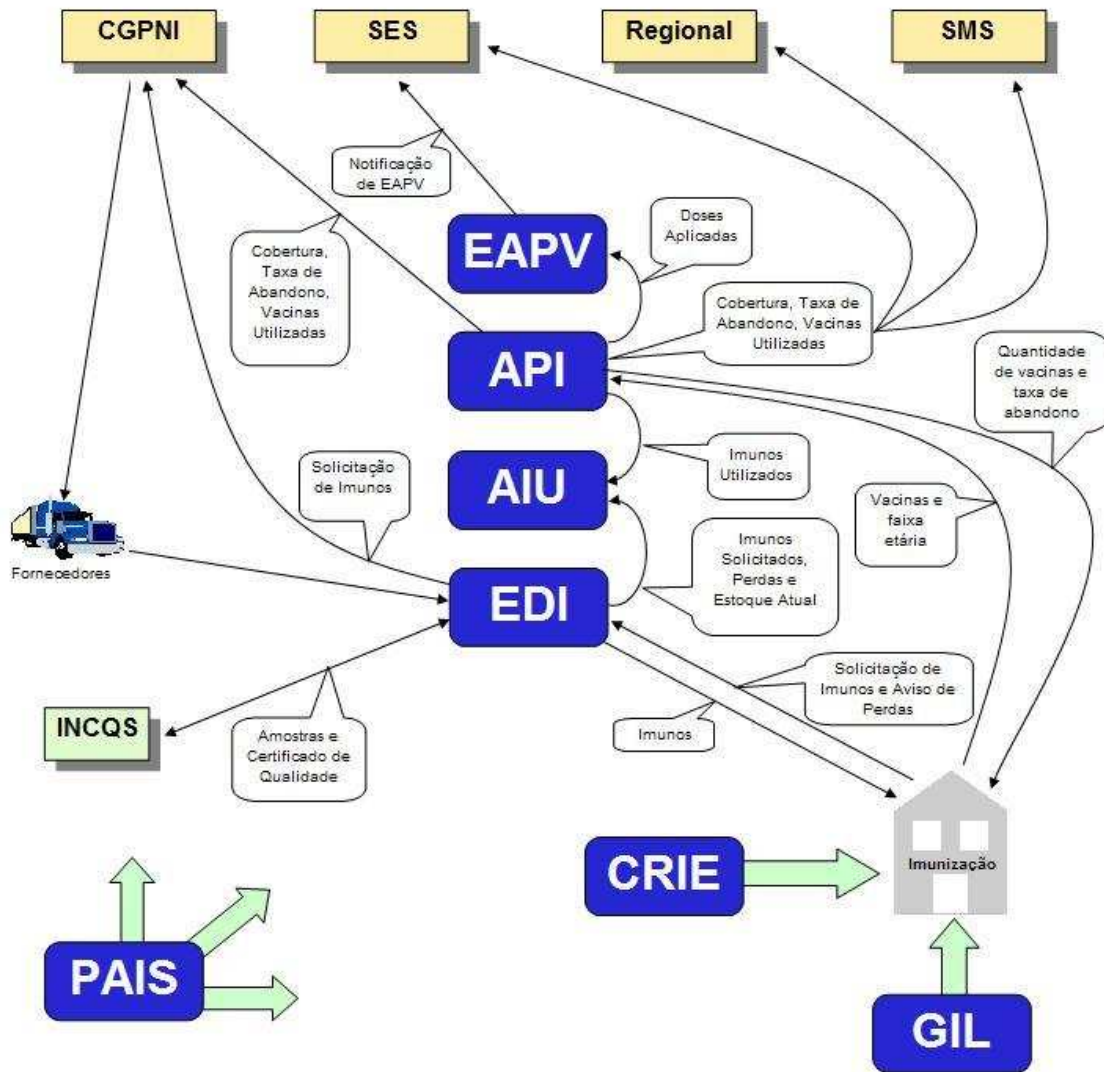 CGPNI
SES
Regional
SMS
Notificação
de EAPV
EAPV
Doses
Aplicadas
Cobertura,
Taxa de
Abandono,
Vacinas
Utilizadas
API
Cobertura, Taxa de
Abandono, Vacinas
Utilizadas
Quantidade
de vacinas e
taxa de
abandono
Solicitação
de Imunos
AIU
Imunos
Utilizados
Vacinas e
faixa
etária
Fornecedores
EDI
Imunos
Solicitados,
Perdas e
Estoque Atual
Solicitação de
Imunos e Aviso de
Perdas
Imunos
INCQS
Amostras e
Certificado de
Qualidade
CRIE
Imunização
PAIS
GIL